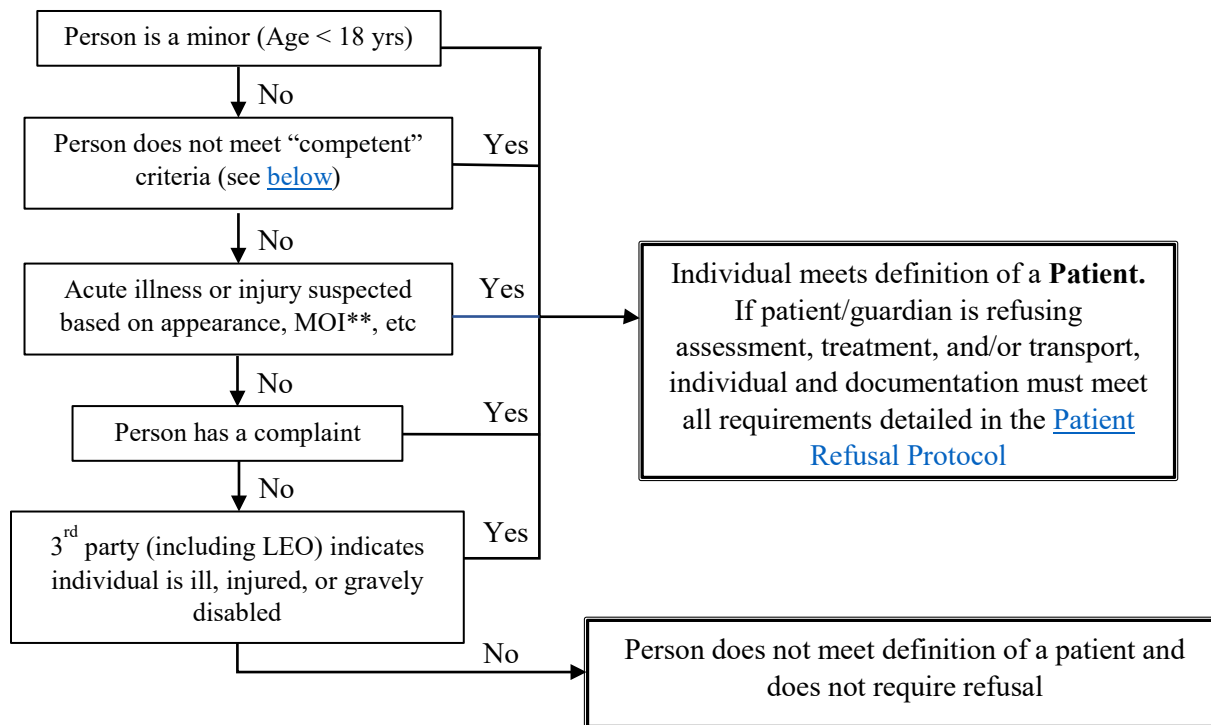 Person is a minor (Age < 18 yrs)
No
Person does not meet “competent”
criteria (see below)
Yes
No
Acute illness or injury suspected
based on appearance, MOI**, etc
Yes
No
Person has a complaint
Yes
No
3rd party (including LEO) indicates
individual is ill, injured, or gravely
disabled
Yes
No
Individual meets definition of a Patient.
If patient/guardian is refusing
assessment, treatment, and/or transport,
individual and documentation must meet
all requirements detailed in the Patient
Refusal Protocol
Person does not meet definition of a patient and
does not require refusal